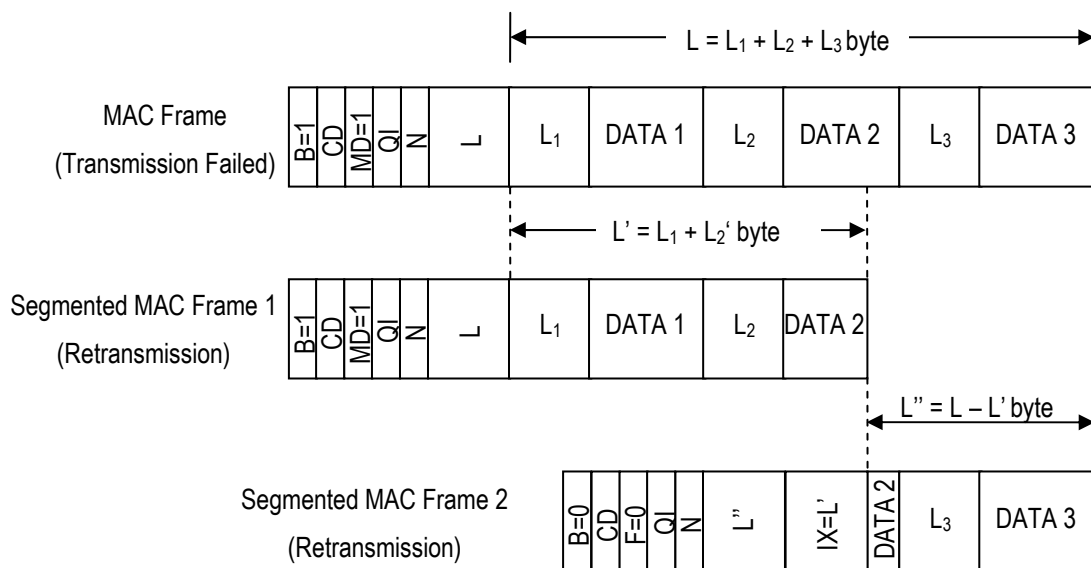 L = L₁ + L₂ + L₃ byte
MAC Frame
(Transmission Failed)
B=1 CD MD=1 QI N L L₁ DATA 1 L₂ DATA 2 L₃ DATA 3
L' = L₁ + L₂‘ byte
Segmented MAC Frame 1
(Retransmission)
B=1 CD MD=1 QI N L L₁ DATA 1 L₂ DATA 2
L’’ = L – L’ byte
Segmented MAC Frame 2
(Retransmission)
B=0 CD F=0 QI N L’’ IX=L’ DATA 2 L₃ DATA 3